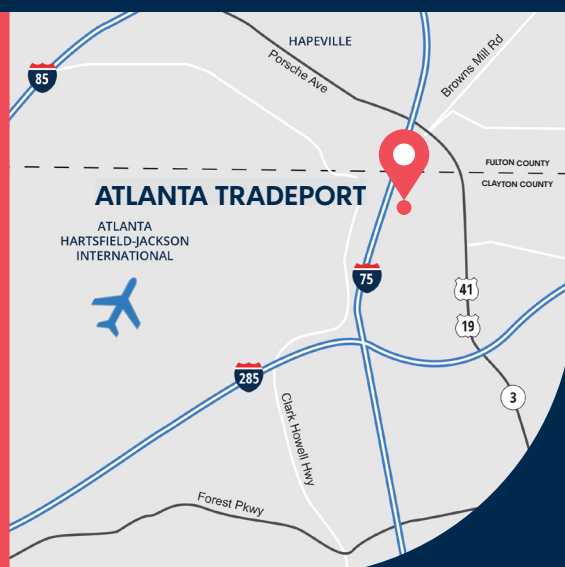 HAPEVILLE
85
Porsche Ave
Browns Mill Rd
FULTON COUNTY
CLAYTON COUNTY
ATLANTA TRADEPORT
ATLANTA
HARTSFIELD-JACKSON
INTERNATIONAL
75
41
19
285
3
Clark Howell Hwy
Forest Pkwy